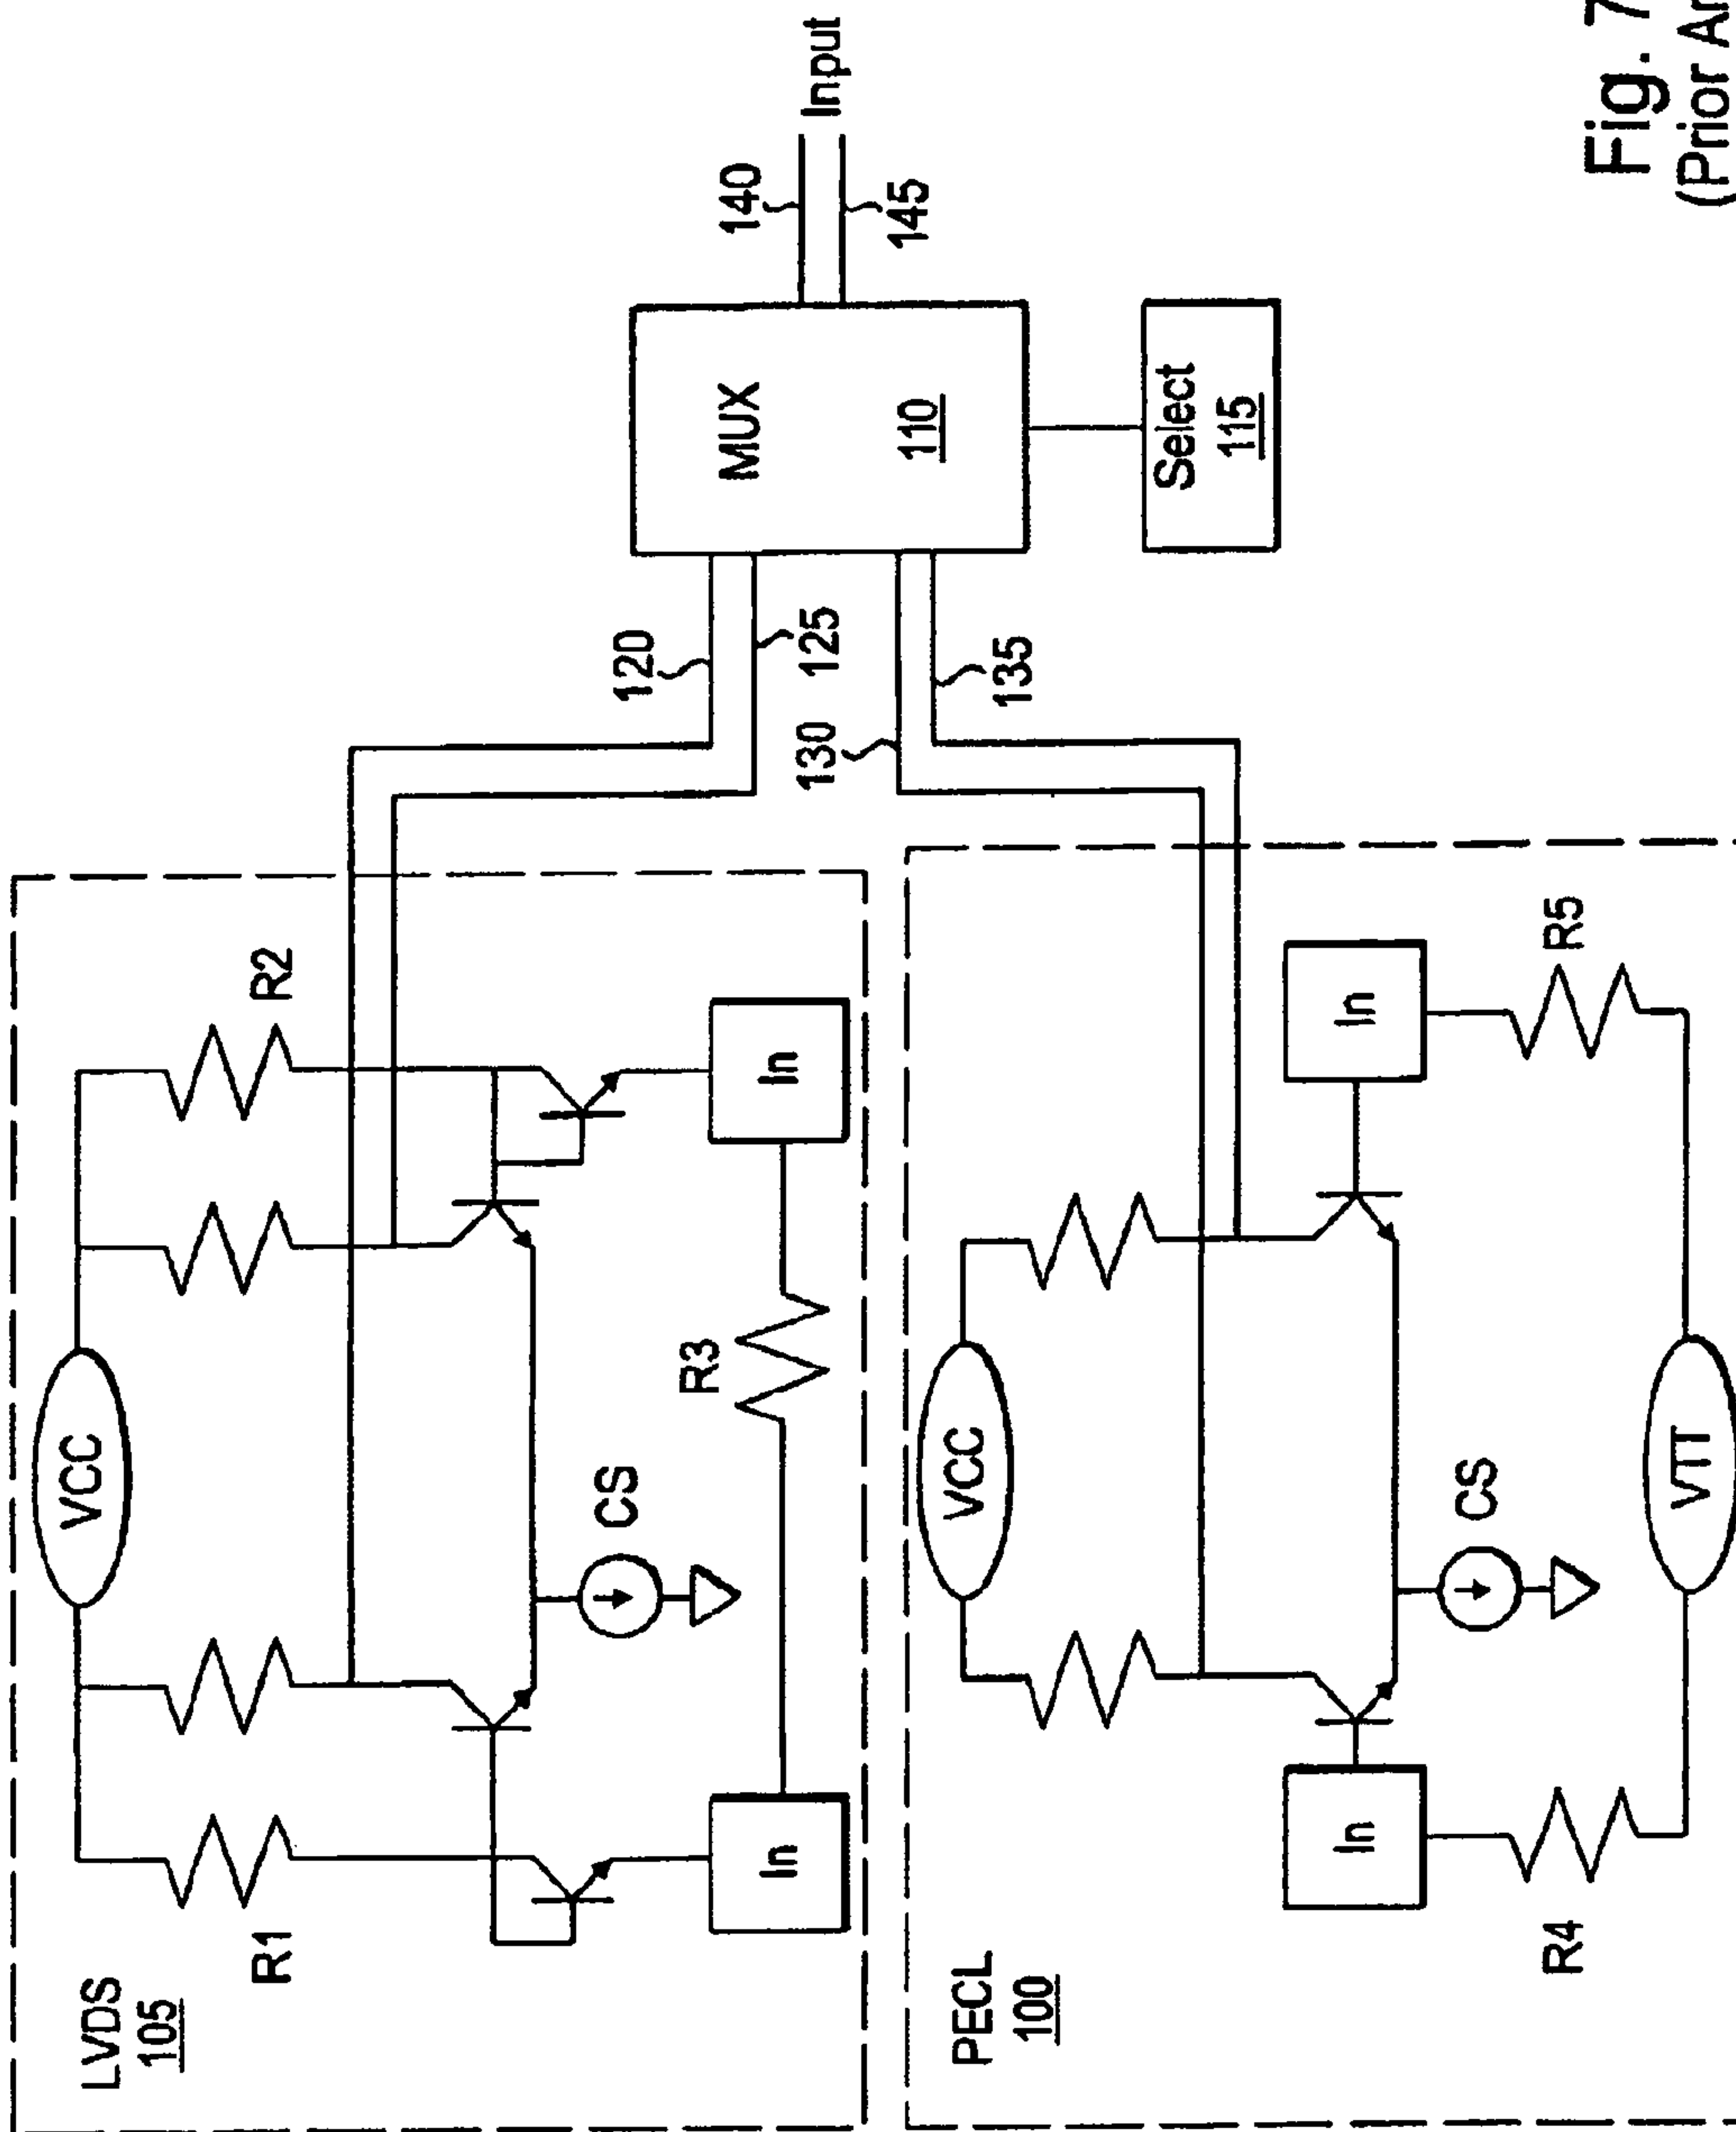 LVDS
105
VCC
R1
R2
CS
R3
In
In
PECL
100
VCC
CS
In
In
R4
R5
VTT
120
125
130
135
MUX
110
Select
115
140
145
Input
Fig. 7
(Prior